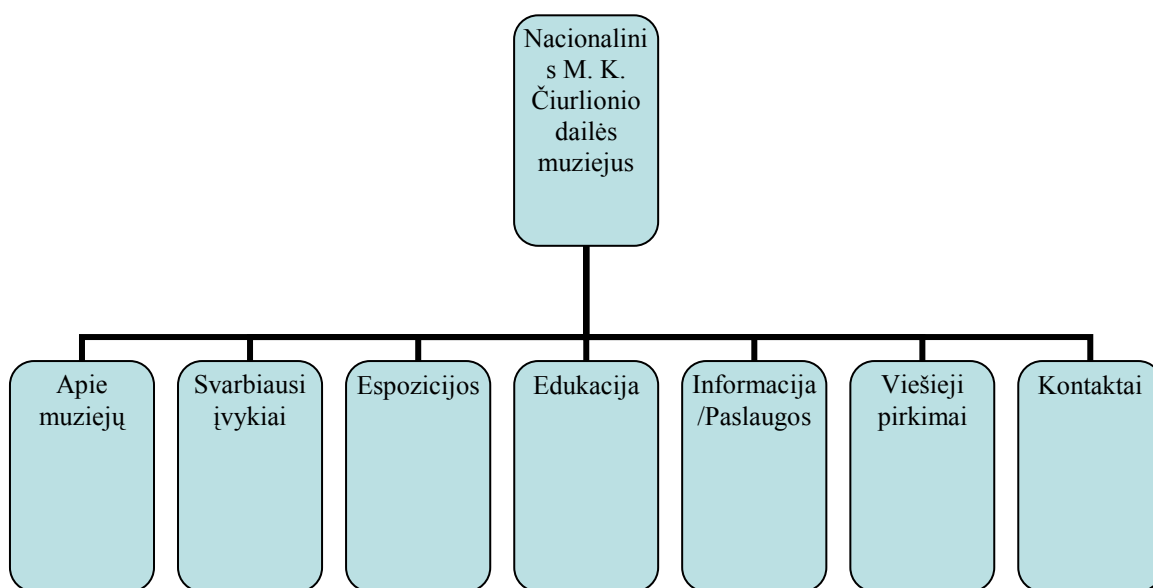 Nacionalini
s M. K.
Čiurlionio
dailės
muziejus
Apie
muziejų
Svarbiausi
įvykiai
Espozicijos
Edukacija
Informacija
/Paslaugos
Viešieji
pirkimai
Kontaktai